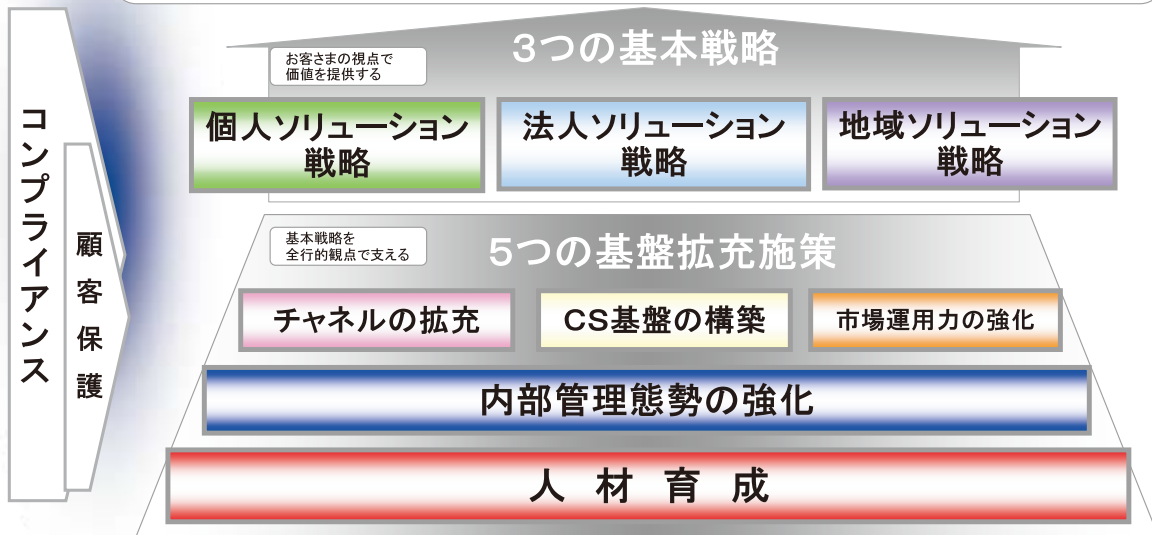 コンプライアンス
顧客保護
3つの基本戦略
お客さまの視点で
価値を提供する
個人ソリューション
戦略
法人ソリューション
戦略
地域ソリューション
戦略
5つの基盤拡充施策
基本戦略を
全行的観点で支える
チャネルの拡充
CS基盤の構築
市場運用力の強化
内部管理態勢の強化
人材育成